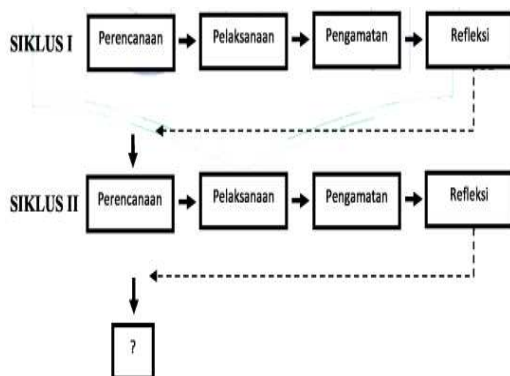 SIKLUS I
Perencanaan
Pelaksanaan
Pengamatan
Refleksi
SIKLUS II
Perencanaan
Pelaksanaan
Pengamatan
Refleksi
?